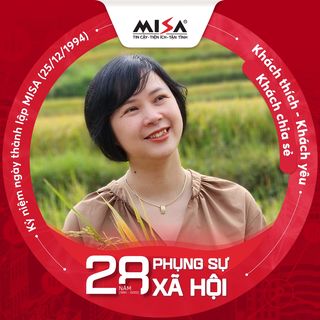 MISA
TIN CẬY - TIỆN ÍCH - TẬN TÌNH
Kỷ niệm ngày thành lập MISA (25/12/1994)
Khách thích - Khách yêu
Khách chia sẻ
28 NĂM
PHỤNG SỰ
XÃ HỘI